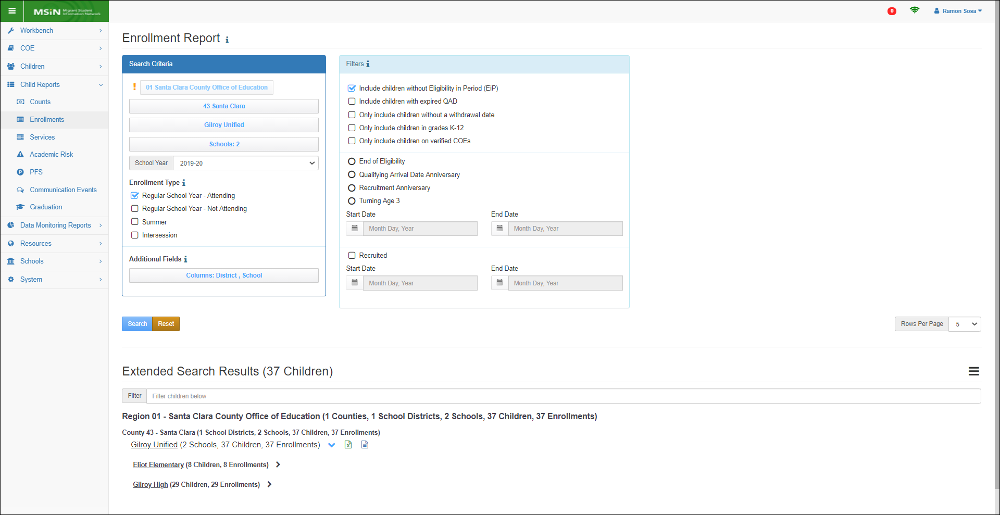 MSiN Migrant Student Information Network
0
Ramon Sosa
Workbench
COE
Children
Child Reports
Counts
Enrollments
Services
Academic Risk
PFS
Communication Events
Graduation
Data Monitoring Reports
Resources
Schools
System
Enrollment Report
Search Criteria
01 Santa Clara County Office of Education
43 Santa Clara
Gilroy Unified
Schools: 2
School Year 2019-20
Enrollment Type
Regular School Year - Attending
Regular School Year - Not Attending
Summer
Intersession
Additional Fields
Columns: District , School
Filters
Include children without Eligibility in Period (EiP)
Include children with expired QAD
Only include children without a withdrawal date
Only include children in grades K-12
Only include children on verified COEs
End of Eligibility
Qualifying Arrival Date Anniversary
Recruitment Anniversary
Turning Age 3
Start Date End Date
Month Day, Year Month Day, Year
Recruited
Start Date End Date
Month Day, Year Month Day, Year
Search Reset
Rows Per Page 5
Extended Search Results (37 Children)
Filter Filter children below
Region 01 - Santa Clara County Office of Education (1 Counties, 1 School Districts, 2 Schools, 37 Children, 37 Enrollments)
County 43 - Santa Clara (1 School Districts, 2 Schools, 37 Children, 37 Enrollments)
Gilroy Unified (2 Schools, 37 Children, 37 Enrollments)
Eliot Elementary (8 Children, 8 Enrollments)
Gilroy High (29 Children, 29 Enrollments)